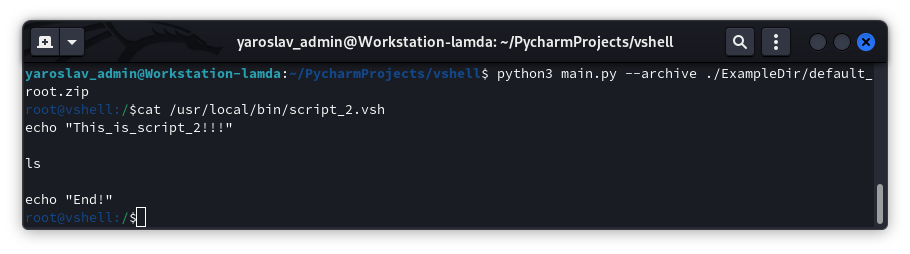 yaroslav_admin@Workstation-lamda: ~/PycharmProjects/vshell
yaroslav_admin@Workstation-lamda:~/PycharmProjects/vshell$ python3 main.py --archive ./ExampleDir/default_
root.zip
root@vshell:/$cat /usr/local/bin/script_2.vsh
echo "This_is_script_2!!!"
ls
echo "End!"
root@vshell:/$